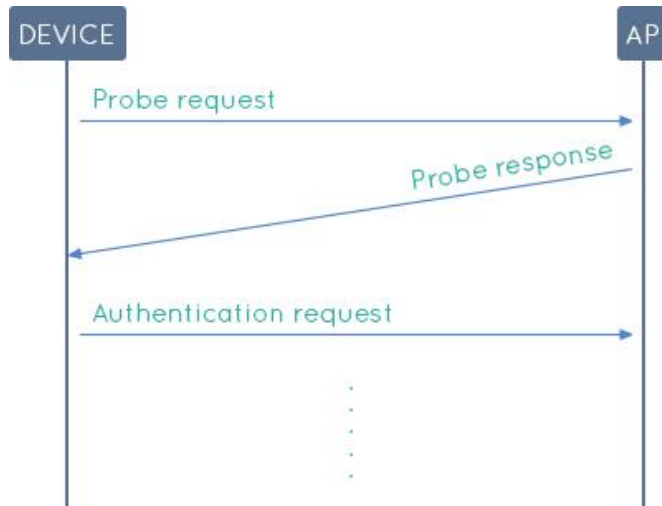 DEVICE
AP
Probe request
Probe response
Authentication request